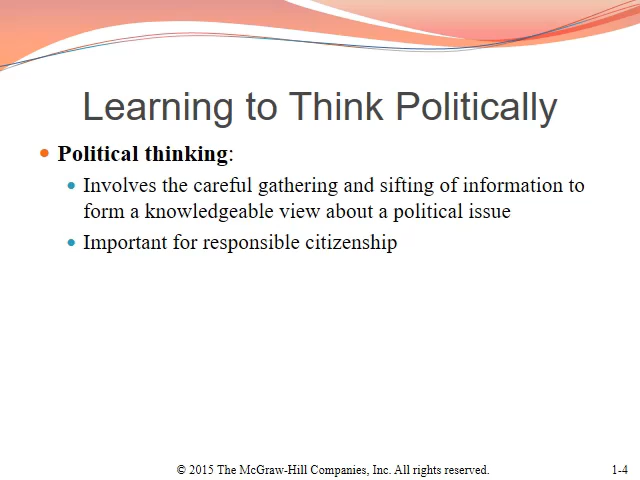 Learning to Think Politically
• Political thinking:
• Involves the careful gathering and sifting of information to
form a knowledgeable view about a political issue
• Important for responsible citizenship
© 2015 The McGraw-Hill Companies, Inc. All rights reserved.
1-4